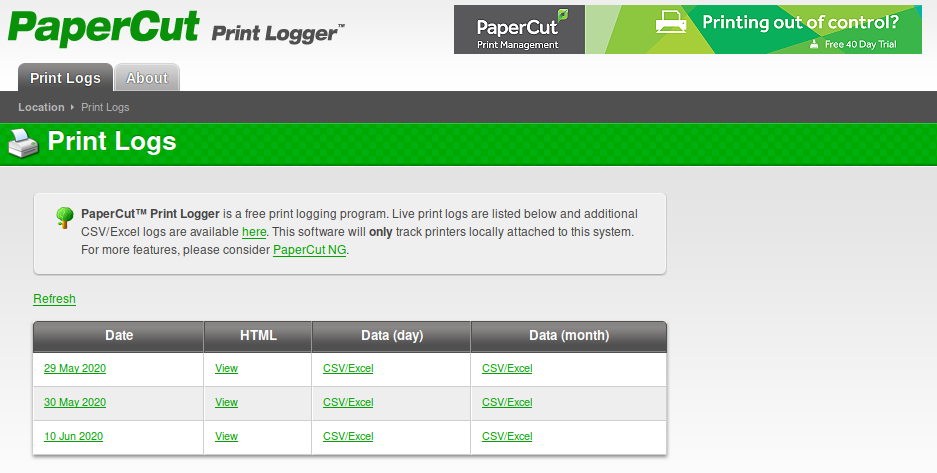 PaperCut Print Logger™
PaperCut
Print Management
Printing out of control?
Free 40 Day Trial
Print Logs About
Location Print Logs
Print Logs
PaperCut™ Print Logger is a free print logging program. Live print logs are listed below and additional
CSV/Excel logs are available here. This software will only track printers locally attached to this system.
For more features, please consider PaperCut NG.
Refresh
Date HTML Data (day) Data (month)
29 May 2020 View CSV/Excel CSV/Excel
30 May 2020 View CSV/Excel CSV/Excel
10 Jun 2020 View CSV/Excel CSV/Excel